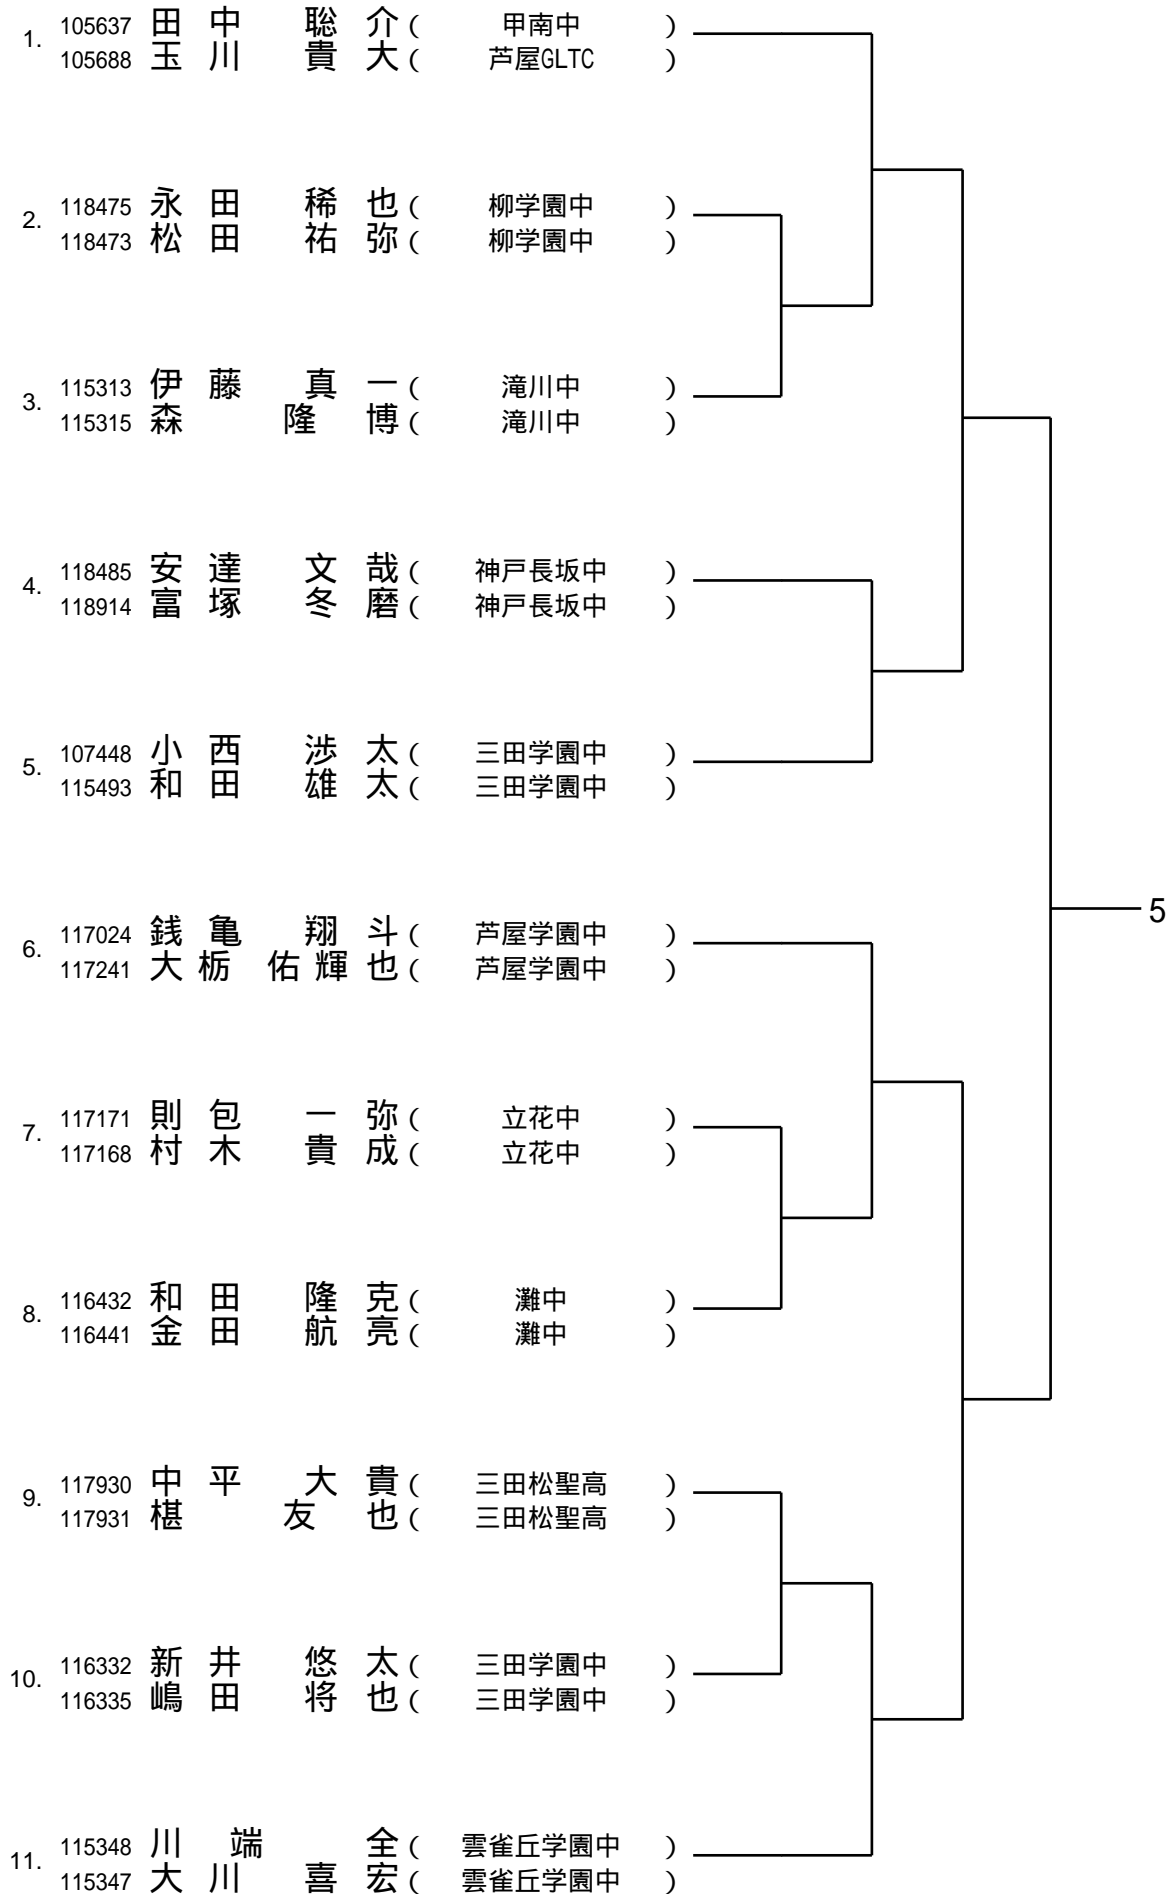 1. 105637 田中 聡介 ( 甲南中 )
105688 玉川 貴大 ( 芦屋GLTC )
2. 118475 永田 稀也 ( 柳学園中 )
118473 松田 祐弥 ( 柳学園中 )
3. 115313 伊藤 真一 ( 滝川中 )
115315 森 隆博 ( 滝川中 )
4. 118485 安達 文哉 ( 神戸長坂中 )
118914 富塚 冬磨 ( 神戸長坂中 )
5. 107448 小西 渉太 ( 三田学園中 )
115493 和田 雄太 ( 三田学園中 )
5
6. 117024 銭亀 翔斗 ( 芦屋学園中 )
117241 大栃 佑輝也 ( 芦屋学園中 )
7. 117171 則包 一弥 ( 立花中 )
117168 村木 貴成 ( 立花中 )
8. 116432 和田 隆克 ( 灘中 )
116441 金田 航亮 ( 灘中 )
9. 117930 中平 大貴 ( 三田松聖高 )
117931 椹 友也 ( 三田松聖高 )
10. 116332 新井 悠太 ( 三田学園中 )
116335 嶋田 将也 ( 三田学園中 )
11. 115348 川端 全 ( 雲雀丘学園中 )
115347 大川 喜宏 ( 雲雀丘学園中 )